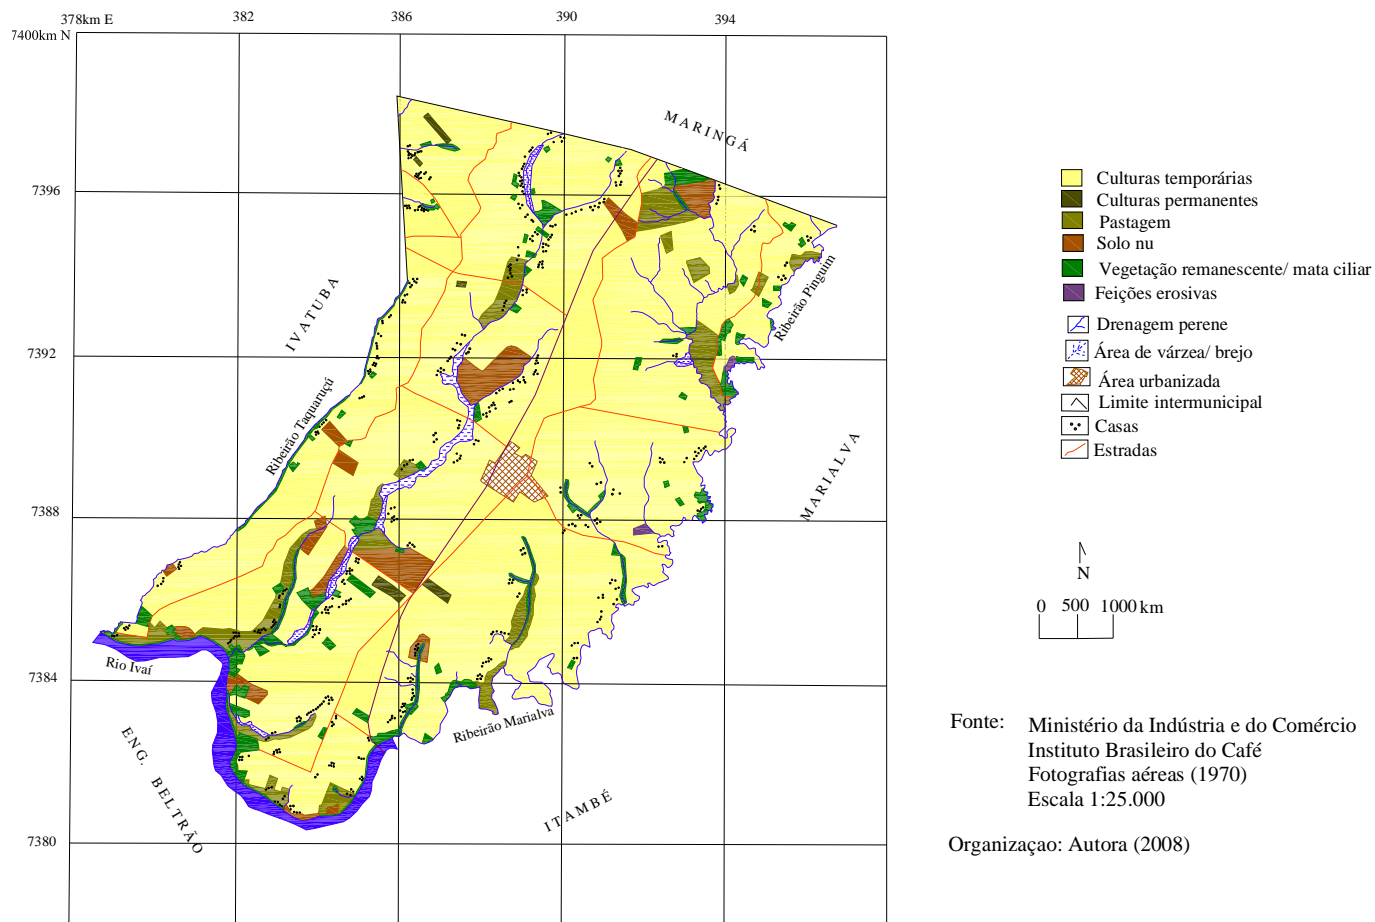 378km E
382
386
390
394
7400km N
MARINGÁ
7396
IVATUBA
Ribeirão Pinguim
7392
Ribeirão Taquaruçú
MARIALVA
7388
Rio Ivaí
7384
Ribeirão Marialva
ENG. BELTRÃO
ITAMBÉ
7380
Culturas temporárias
Culturas permanentes
Pastagem
Solo nu
Vegetação remanescente/ mata ciliar
Feições erosivas
Drenagem perene
Área de várzea/ brejo
Área urbanizada
Limite intermunicipal
Casas
Estradas
N
0 500 1000 km
Fonte: Ministério da Indústria e do Comércio
Instituto Brasileiro do Café
Fotografias aéreas (1970)
Escala 1:25.000
Organizaçao: Autora (2008)